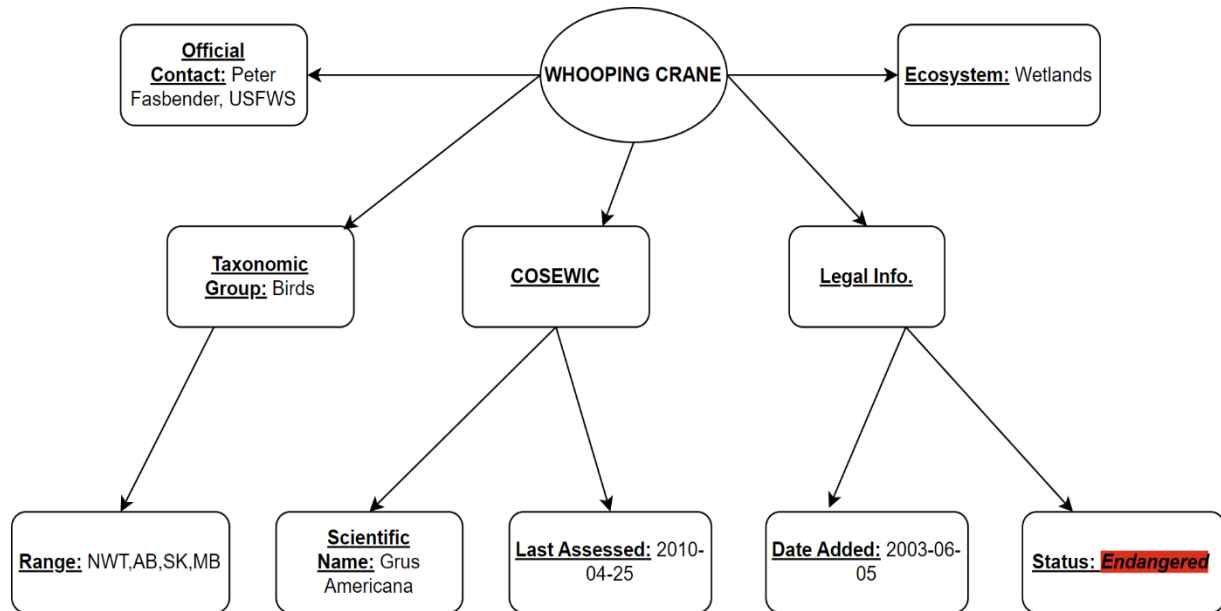 Official
Contact: Peter
Fasbender, USFWS
WHOOPING CRANE
Ecosystem: Wetlands
Taxonomic
Group: Birds
COSEWIC
Legal Info.
Range: NWT,AB,SK,MB
Scientific
Name: Grus
Americana
Last Assessed: 2010-
04-25
Date Added: 2003-06-
05
Status: Endangered